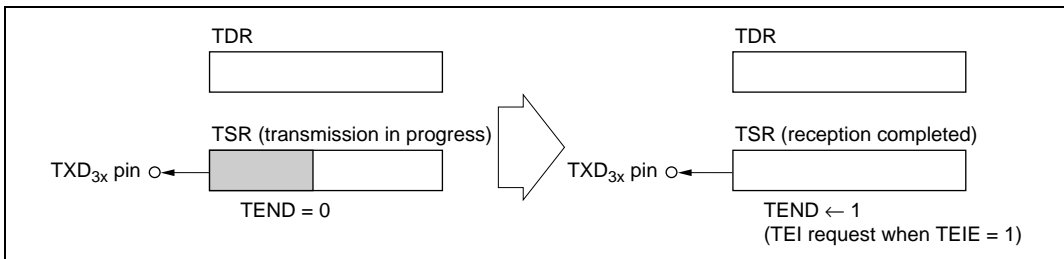 TDR
TSR (transmission in progress)
TXD3x pin
TEND = 0
TDR
TSR (reception completed)
TXD3x pin
TEND ← 1
(TEI request when TEIE = 1)